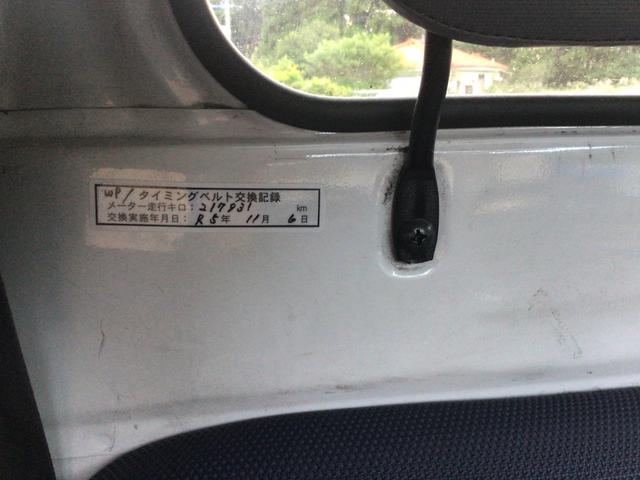 WP/タイミングベルト交換記録
メーター走行キロ:217931 km
交換実施年月日:R5年 11月 6日